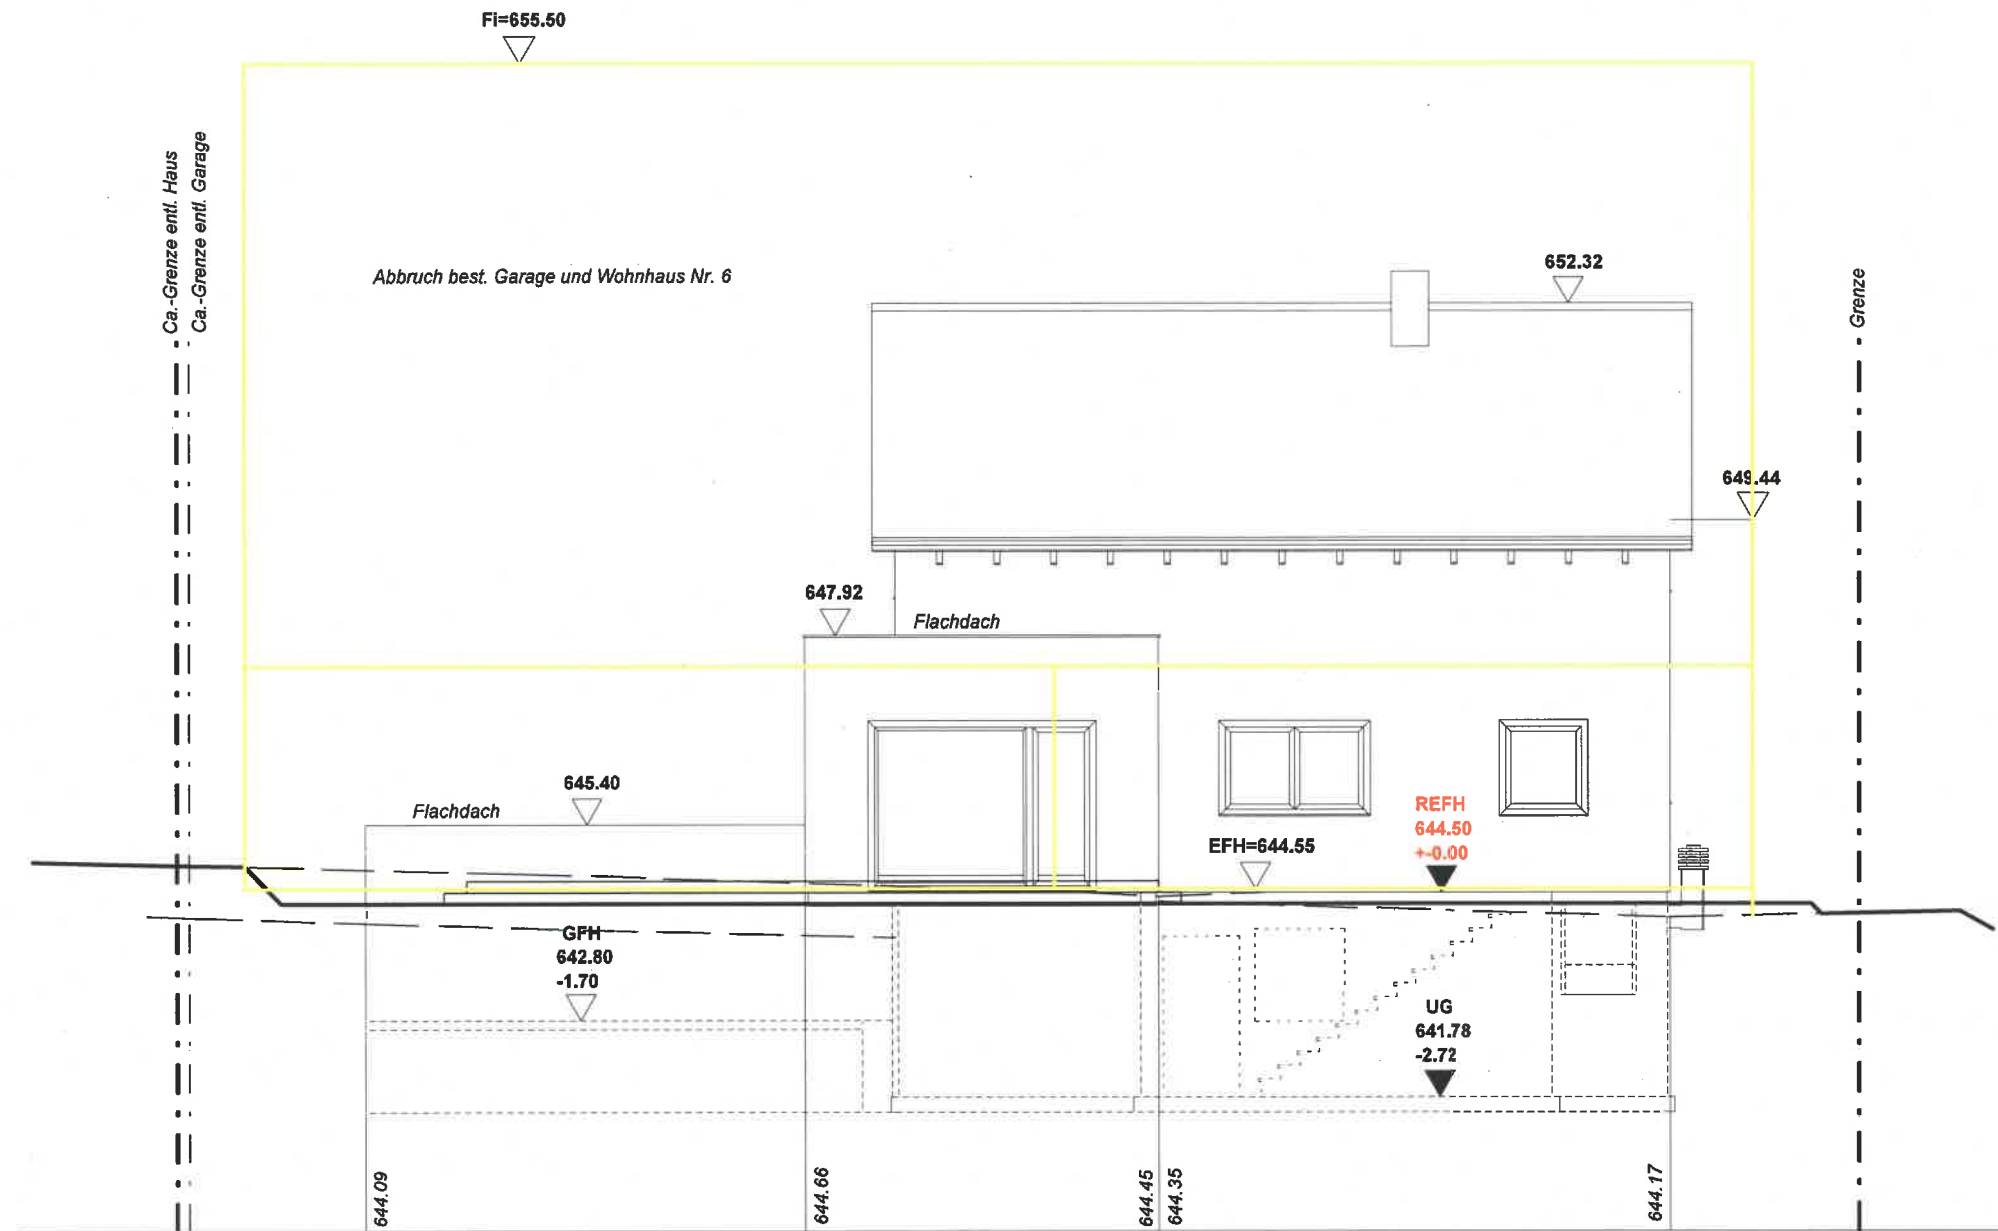 Fi=655.50
Ca.-Grenze entl. Haus
Ca.-Grenze entl. Garage
Abbruch best. Garage und Wohnhaus Nr. 6
652.32
Grenze
649.44
647.92
Flachdach
645.40
Flachdach
REFH
644.50
+-0.00
EFH=644.55
GFH
642.80
-1.70
UG
641.78
-2.72
644.09
644.66
644.45
644.35
644.17